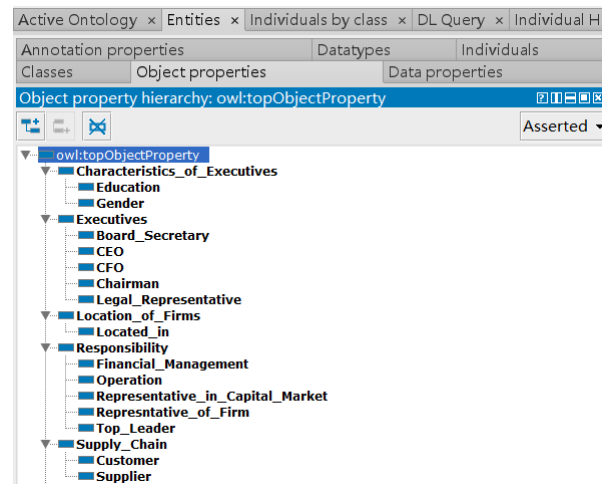 Active Ontology × Entities × Individuals by class × DL Query × Individual H
Annotation properties Datatypes Individuals
Classes Object properties Data properties
Object property hierarchy: owl:topObjectProperty
Asserted
owl:topObjectProperty
Characteristics_of_Executives
Education
Gender
Executives
Board_Secretary
CEO
CFO
Chairman
Legal_Representative
Location_of_Firms
Located_in
Responsibility
Financial_Management
Operation
Representative_in_Capital_Market
Represntative_of_Firm
Top_Leader
Supply_Chain
Customer
Supplier